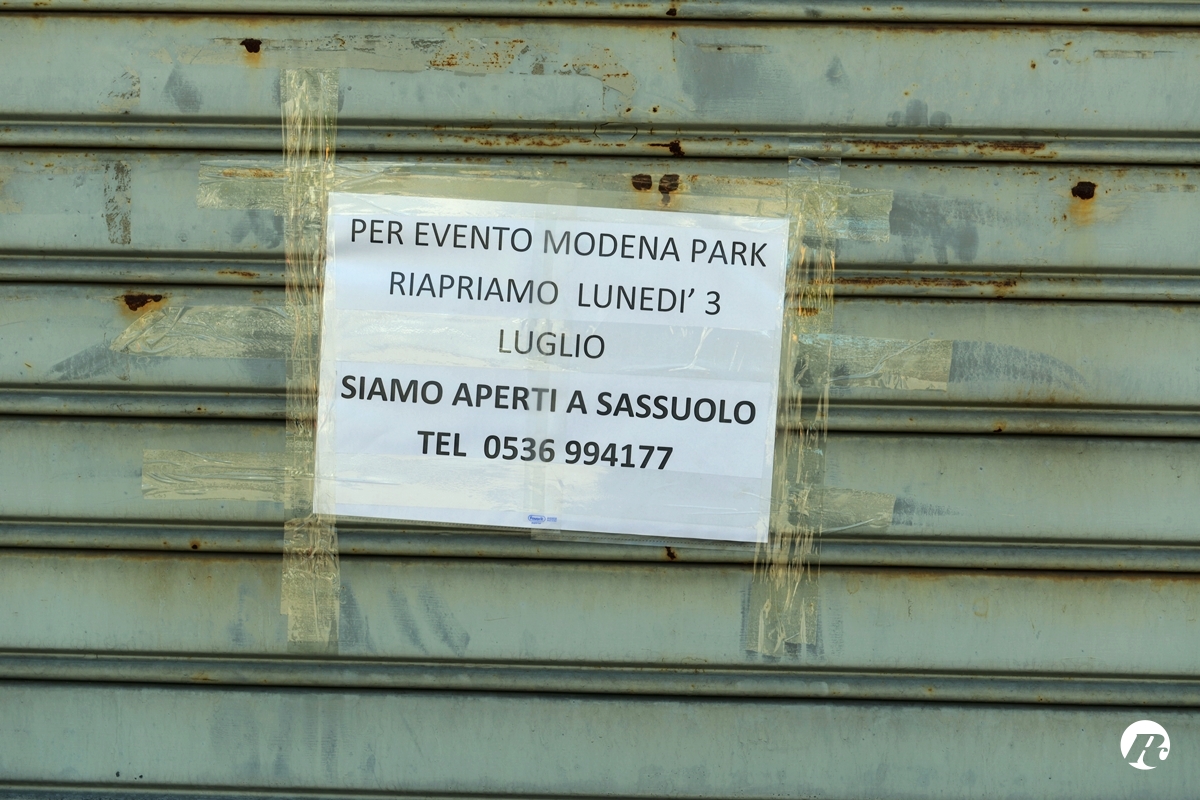 PER EVENTO MODENA PARK
RIAPRIAMO LUNEDI' 3
LUGLIO
SIAMO APERTI A SASSUOLO
TEL 0536 994177